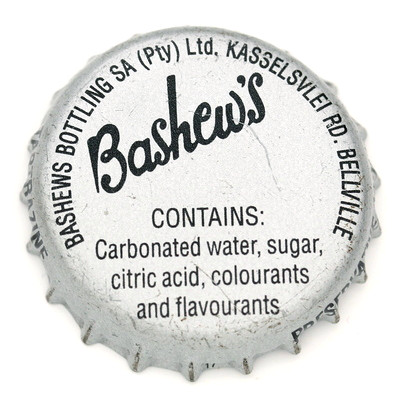 BASHEWS BOTTLING SA (Pty) Ltd. KASSELSVLEI RD. BELLVILLE
Bashew's
CONTAINS:
Carbonated water, sugar,
citric acid, colourants
and flavourants